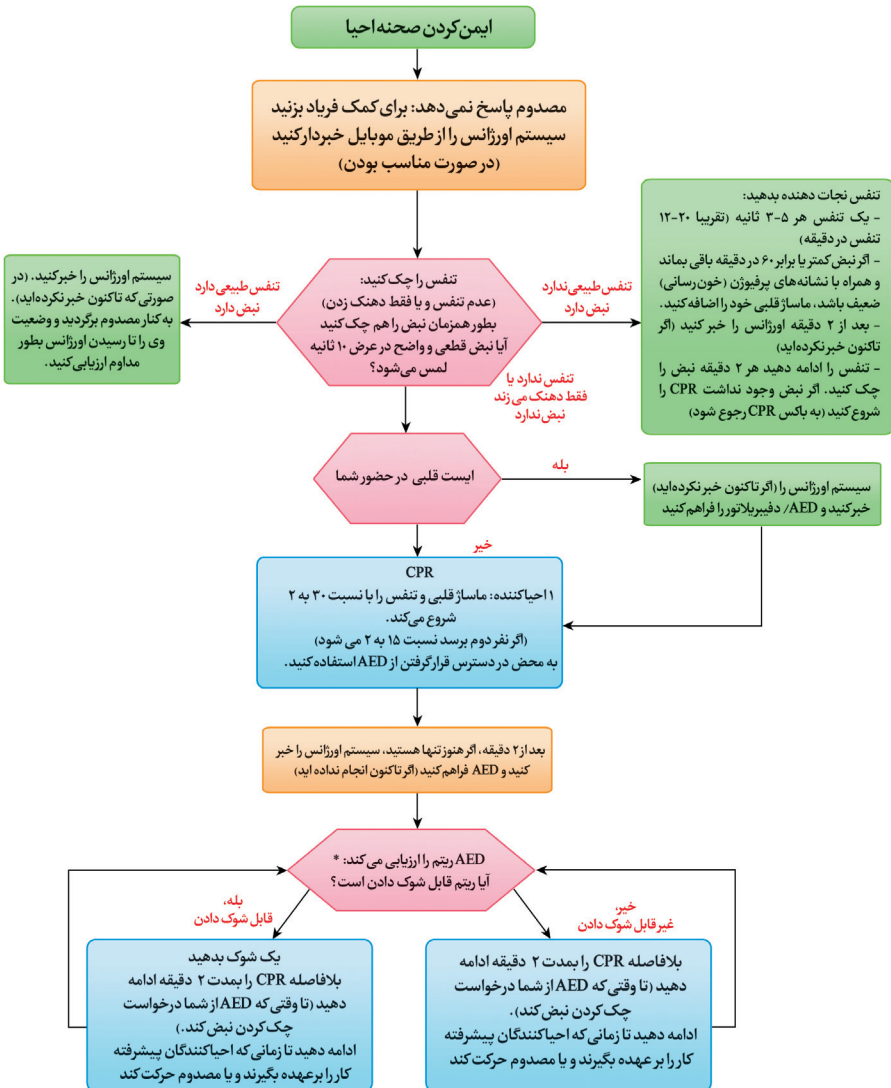 ایمن کردن صحنه احیا
مصدوم پاسخ نمی‌دهد: برای کمک فریاد بزنید
سیستم اورژانس را از طریق موبایل خبردار کنید
(در صورت مناسب بودن)
تنفس نجات دهنده بدهید:
- یک تنفس هر ۵-۳ ثانیه (تقریبا ۲۰-۱۲
تنفس در دقیقه)
- اگر نبض کمتر یا برابر ۶۰ در دقیقه باقی بماند
و همراه با نشانه‌های پرفیوژن (خون‌رسانی)
ضعیف باشد، ماساژ قلبی خود را اضافه کنید.
- بعد از ۲ دقیقه اورژانس را خبر کنید (اگر
تاکنون خبر نکرده‌اید)
- تنفس را ادامه دهید هر ۲ دقیقه نبض را
چک کنید. اگر نبض وجود نداشت CPR را
شروع کنید (به باکس CPR رجوع شود)
تنفس طبیعی ندارد
نبض دارد
تنفس را چک کنید:
(عدم تنفس و یا فقط دهنک زدن)
بطور همزمان نبض را هم چک کنید
آیا نبض قطعی و واضح در عرض ۱۰ ثانیه
لمس می‌شود؟
تنفس طبیعی دارد
نبض دارد
سیستم اورژانس را خبر کنید. (در
صورتی که تاکنون خبر نکرده‌اید).
به کنار مصدوم برگردید و وضعیت
وی را تا رسیدن اورژانس بطور
مداوم ارزیابی کنید.
تنفس ندارد یا
فقط دهنک می زند
نبض ندارد
ایست قلبی در حضور شما
بله
سیستم اورژانس را (اگر تاکنون خبر نکرده‌اید)
خبر کنید و AED/ دفیبریلاتور را فراهم کنید
خیر
CPR
۱ احیاکننده: ماساژ قلبی و تنفس را با نسبت ۳۰ به ۲
شروع می‌کند.
(اگر نفر دوم برسد نسبت ۱۵ به ۲ می شود)
به محض در دسترس قرار گرفتن از AED استفاده کنید.
بعد از ۲ دقیقه، اگر هنوز تنها هستید، سیستم اورژانس را خبر
کنید و AED فراهم کنید (اگر تاکنون انجام نداده اید)
AED ریتم را ارزیابی می‌کند: *
آیا ریتم قابل شوک دادن است؟
خیر،
غیر قابل شوک دادن
بله،
قابل شوک دادن
بلافاصله CPR را بمدت ۲ دقیقه ادامه
دهید (تا وقتی که AED از شما درخواست
چک کردن نبض کند).
ادامه دهید تا زمانی که احیاکنندگان پیشرفته
کار را بر عهده بگیرند و یا مصدوم حرکت کند
یک شوک بدهید
بلافاصله CPR را بمدت ۲ دقیقه ادامه
دهید (تا وقتی که AED از شما درخواست
چک کردن نبض کند.)
ادامه دهید تا زمانی که احیاکنندگان پیشرفته
کار را بر عهده بگیرند و یا مصدوم حرکت کند